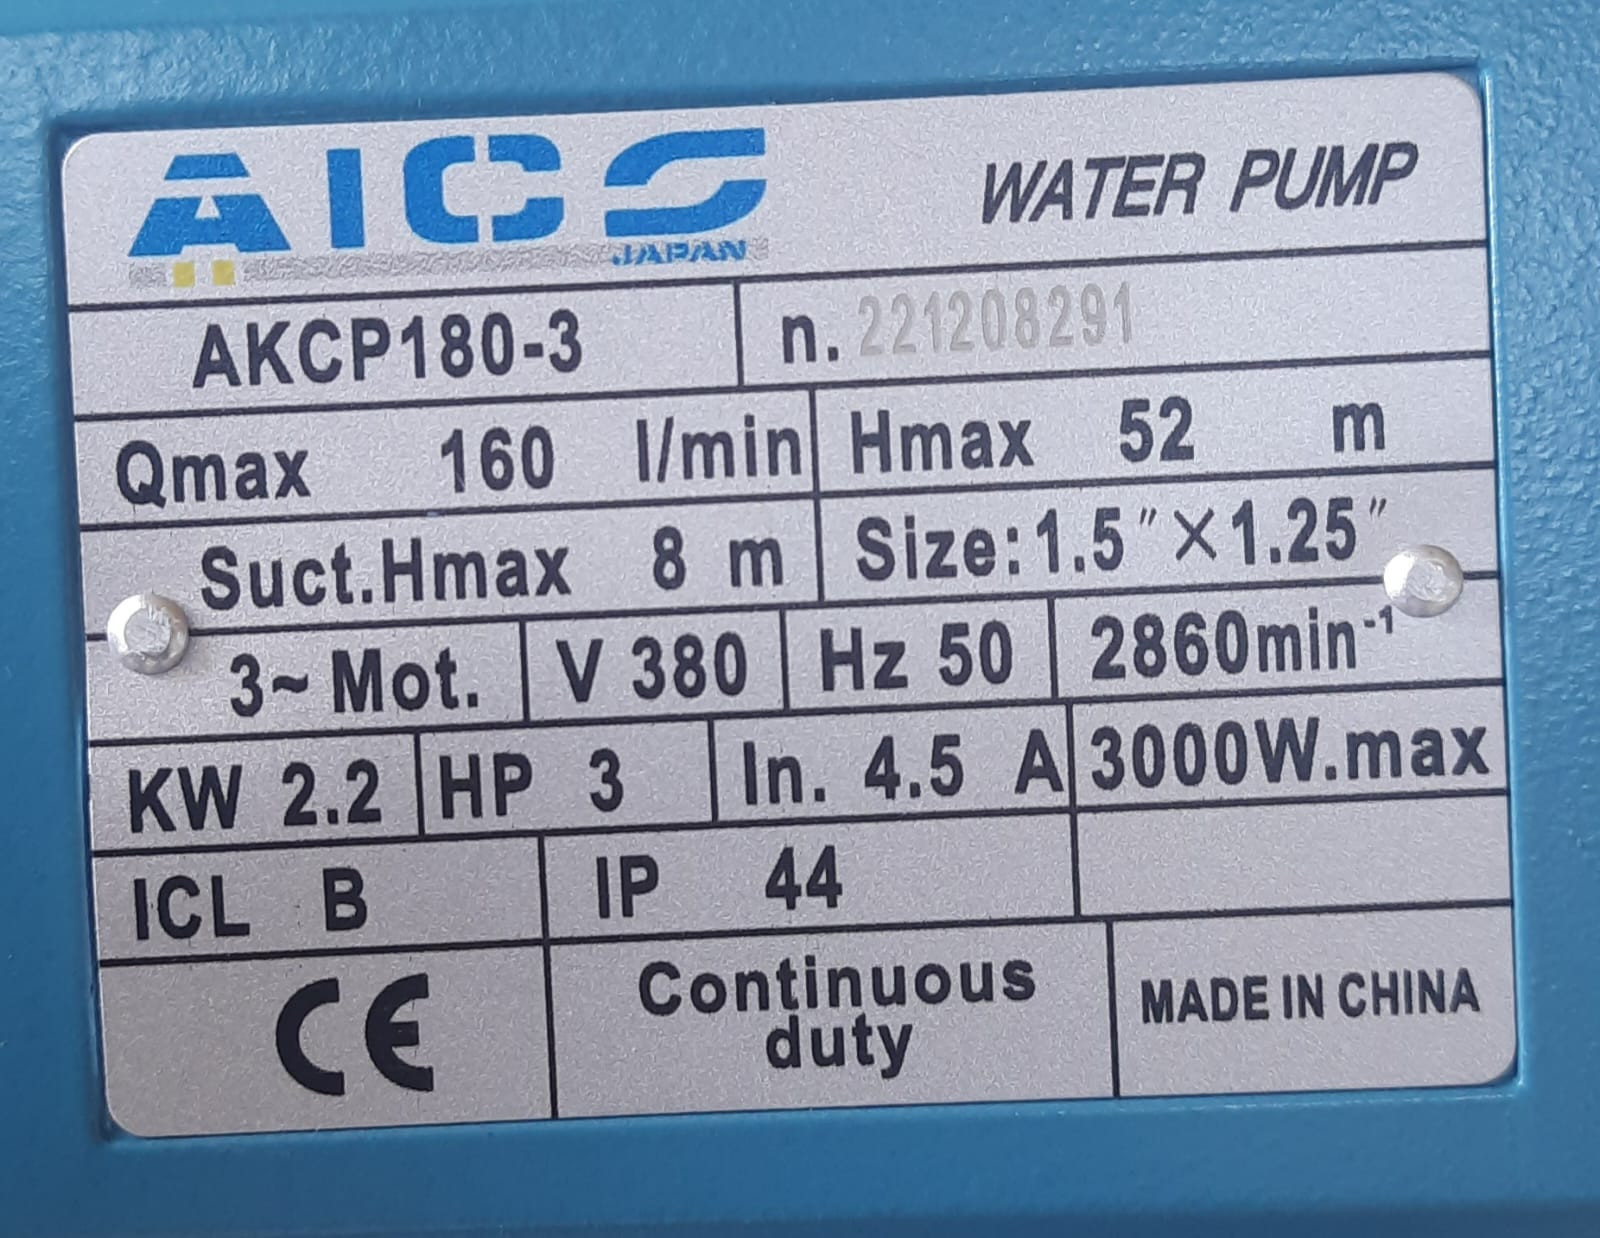 AICS
JAPAN
WATER PUMP
AKCP180-3 n. 221208291
Qmax 160 l/min Hmax 52 m
Suct.Hmax 8 m Size:1.5″×1.25″
3~Mot. V 380 Hz 50 2860min⁻¹
KW 2.2 HP 3 In. 4.5 A 3000W.max
ICL B IP 44
CE Continuous
duty
MADE IN CHINA